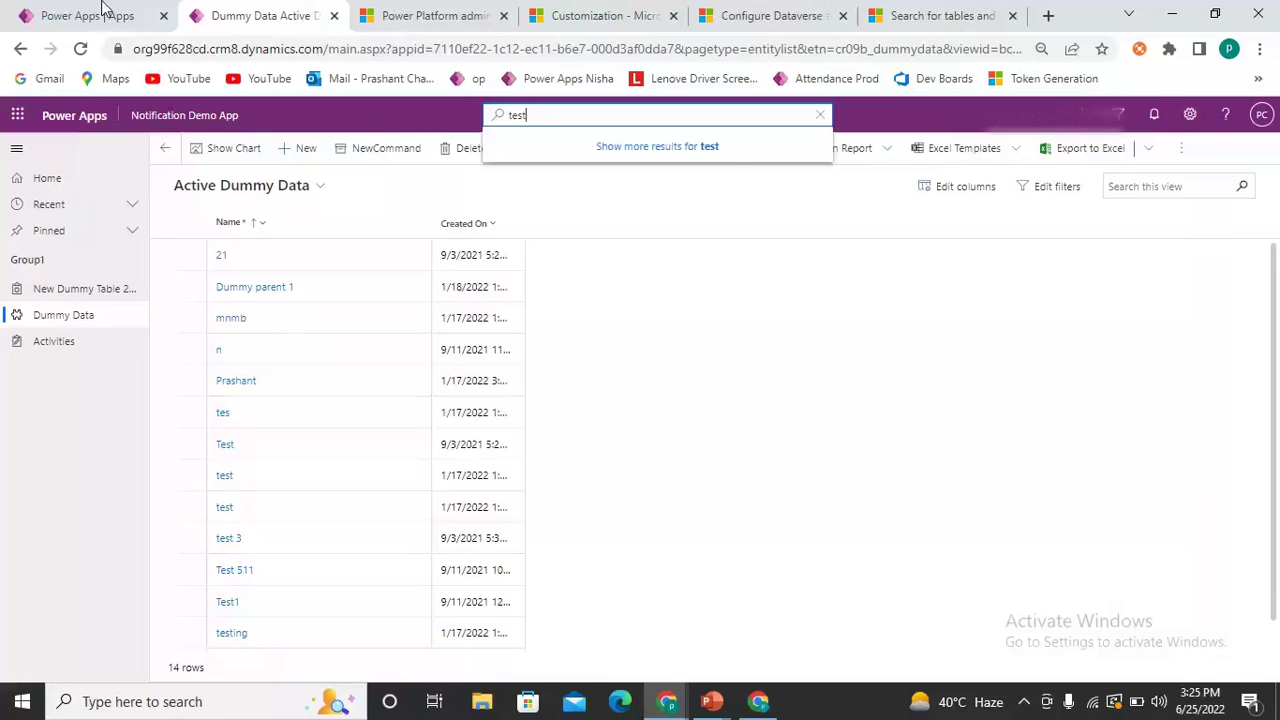 Power Apps | Apps
Dummy Data Active D
Power Platform admin
Customization - Micro
Configure Dataverse s
Search for tables and
org99f628cd.crm8.dynamics.com/main.aspx?appid=7110ef22-1c12-ec11-b6e7-000d3af0dda7&pagetype=entitylist&etn=cr09b_dummydata&viewid=bc...
P
Gmail
Maps
YouTube
YouTube
Mail - Prashant Cha...
op
Power Apps Nisha
Lenove Driver Scree...
Attendance Prod
Dev Boards
Token Generation
Power Apps
Notification Demo App
test
PC
Show Chart
New
NewCommand
Delet
Show more results for test
n Report
Excel Templates
Export to Excel
Home
Recent
Pinned
Group1
New Dummy Table 2...
Dummy Data
Activities
Active Dummy Data
Edit columns
Edit filters
Search this view
Name* ↑
Created On
21 9/3/2021 5:2...
Dummy parent 1 1/18/2022 1:...
mnmb 1/17/2022 1:...
n 9/11/2021 11...
Prashant 1/17/2022 3:...
tes 1/17/2022 1:...
Test 9/3/2021 5:2...
test 1/17/2022 1:...
test 1/17/2022 1:...
test 3 9/3/2021 5:3...
Test 511 9/11/2021 10...
Test1 9/11/2021 12...
testing 1/17/2022 1:...
14 rows
Activate Windows
Go to Settings to activate Windows.
Type here to search
40°C Haze
3:25 PM
6/25/2022
1